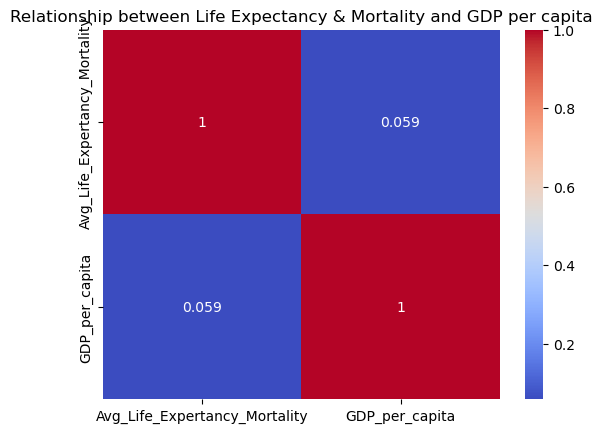 Relationship between Life Expectancy & Mortality and GDP per capita
Avg_Life_Expertancy_Mortality
1
0.059
GDP_per_capita
0.059
1
Avg_Life_Expertancy_Mortality
GDP_per_capita
1.0
0.8
0.6
0.4
0.2